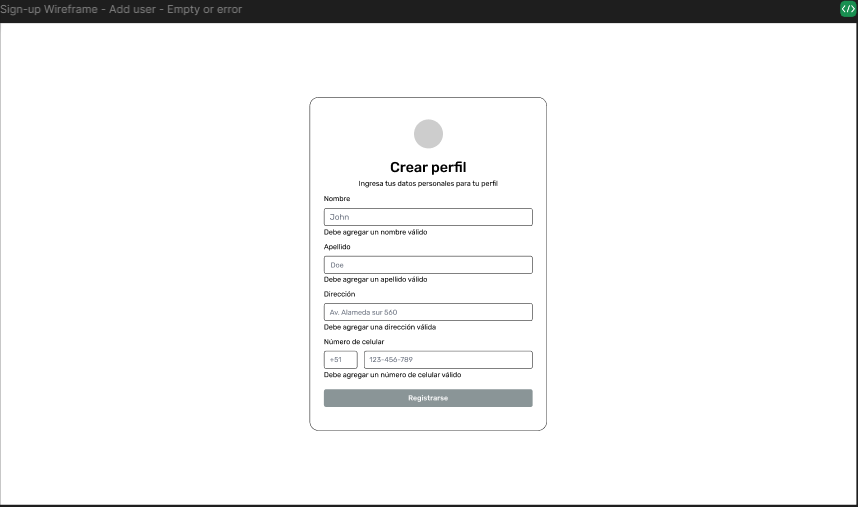 Sign-up Wireframe - Add user - Empty or error
</>
Crear perfil
Ingresa tus datos personales para tu perfil
Nombre
John
Debe agregar un nombre válido
Apellido
Doe
Debe agregar un apellido válido
Dirección
Av. Alameda sur 560
Debe agregar una dirección válida
Número de celular
+51 123-456-789
Debe agregar un número de celular válido
Registrarse